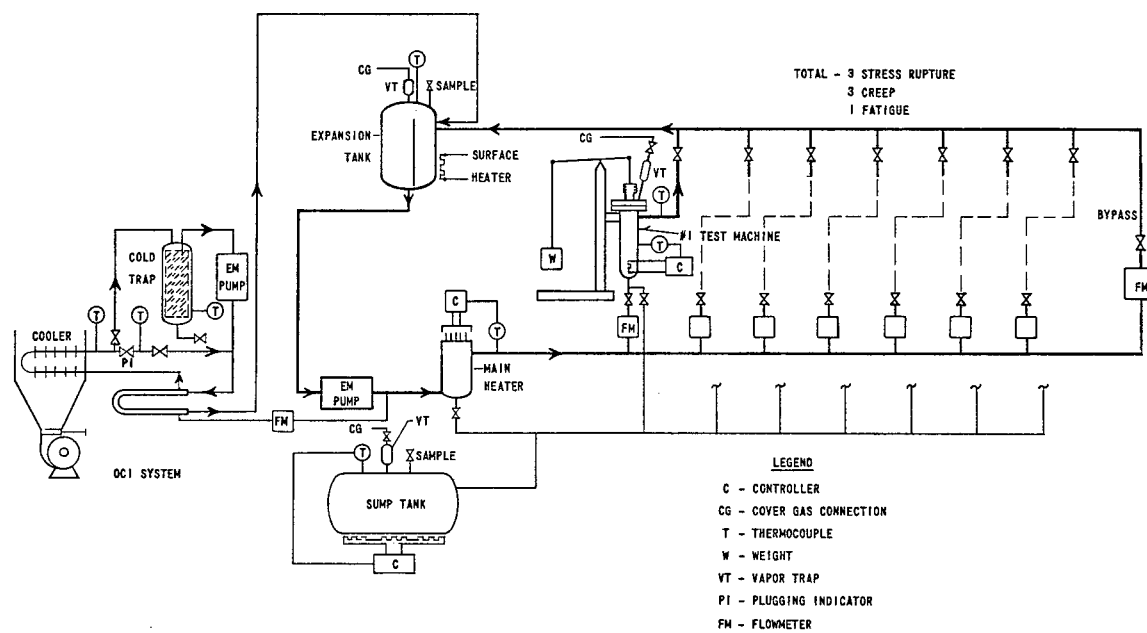 TOTAL - 3 STRESS RUPTURE
3 CREEP
1 FATIGUE
T
CG
VT
SAMPLE
EXPANSION
TANK
SURFACE
HEATER
CG
VT
T
#1 TEST MACHINE
T
C
W
BYPASS
FM
FM
COLD
TRAP
EM
PUMP
T
T
T
COOLER
PI
C
T
MAIN
HEATER
EM
PUMP
FM
OCI SYSTEM
CG
VT
T
SAMPLE
SUMP TANK
C
LEGEND
C - CONTROLLER
CG - COVER GAS CONNECTION
T - THERMOCOUPLE
W - WEIGHT
VT - VAPOR TRAP
PI - PLUGGING INDICATOR
FM - FLOWMETER